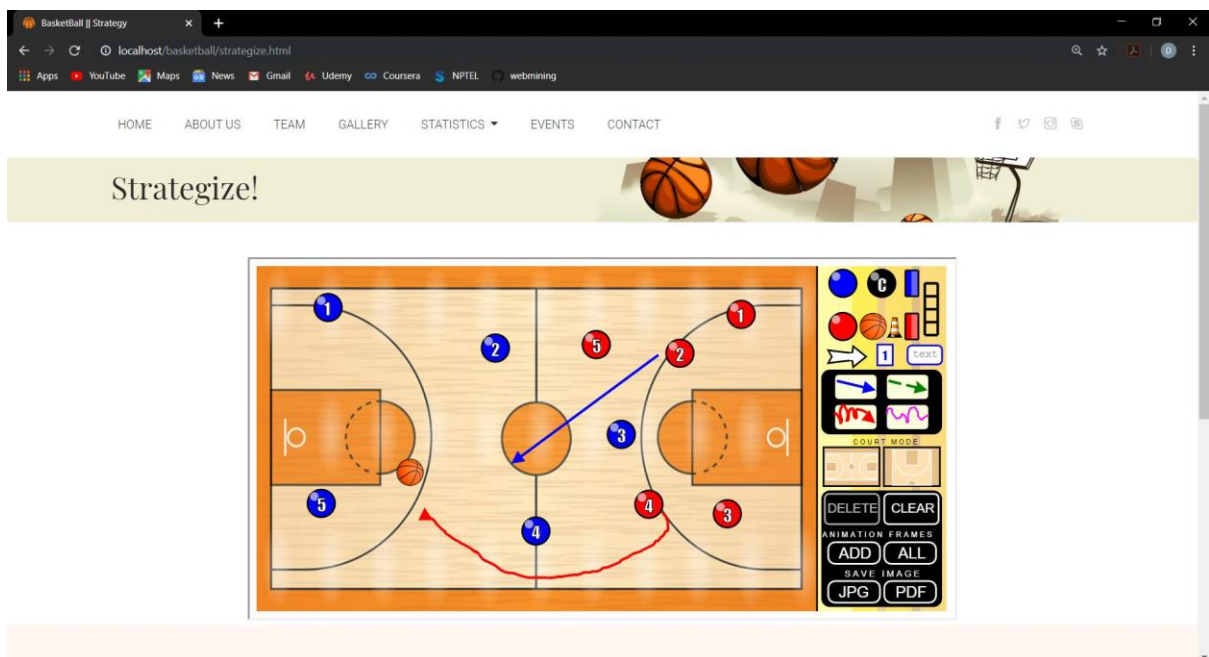 BasketBall || Strategy
localhost/basketball/strategize.html
Apps YouTube Maps News Gmail Udemy Coursera NPTEL webmining
HOME ABOUT US TEAM GALLERY STATISTICS EVENTS CONTACT
Strategize!
1
2
3
4
5
1
2
3
4
5
C
1 text
COURT MODE
DELETE CLEAR
ANIMATION FRAMES
ADD ALL
SAVE IMAGE
JPG PDF